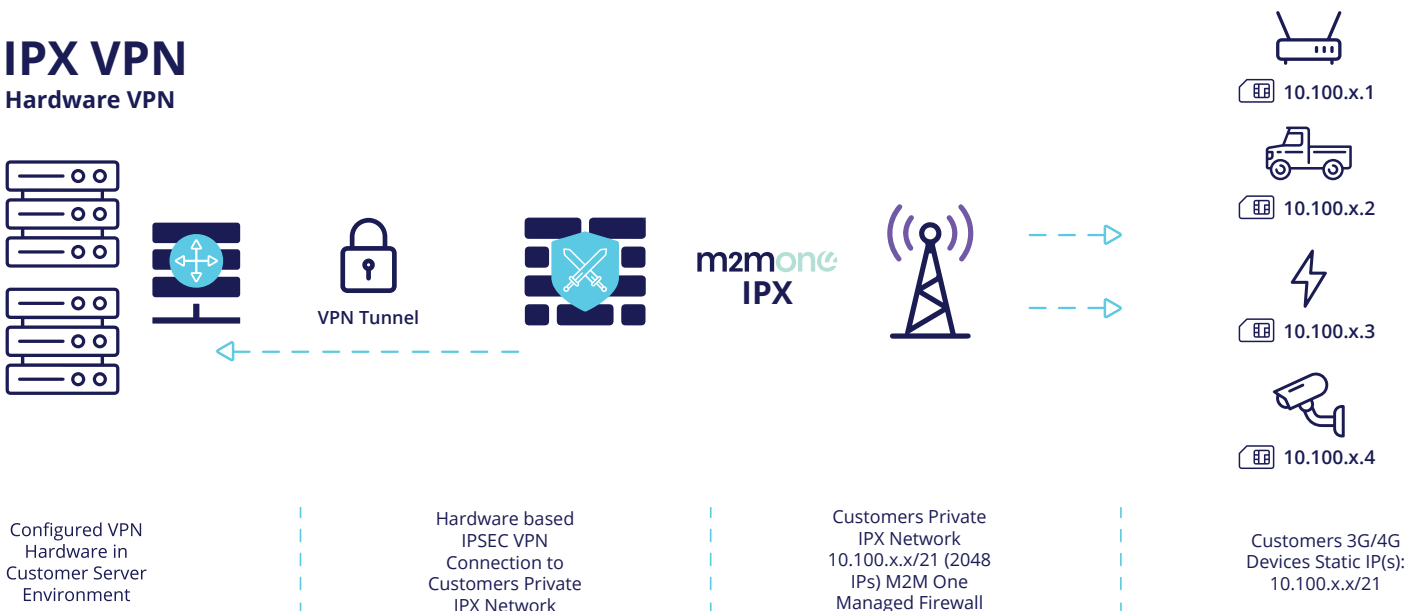 IPX VPN
Hardware VPN
10.100.x.1
10.100.x.2
VPN Tunnel
m2mone
IPX
10.100.x.3
10.100.x.4
Configured VPN
Hardware in
Customer Server
Environment
Hardware based
IPSEC VPN
Connection to
Customers Private
IPX Network
Customers Private
IPX Network
10.100.x.x/21 (2048
IPs) M2M One
Managed Firewall
Customers 3G/4G
Devices Static IP(s):
10.100.x.x/21